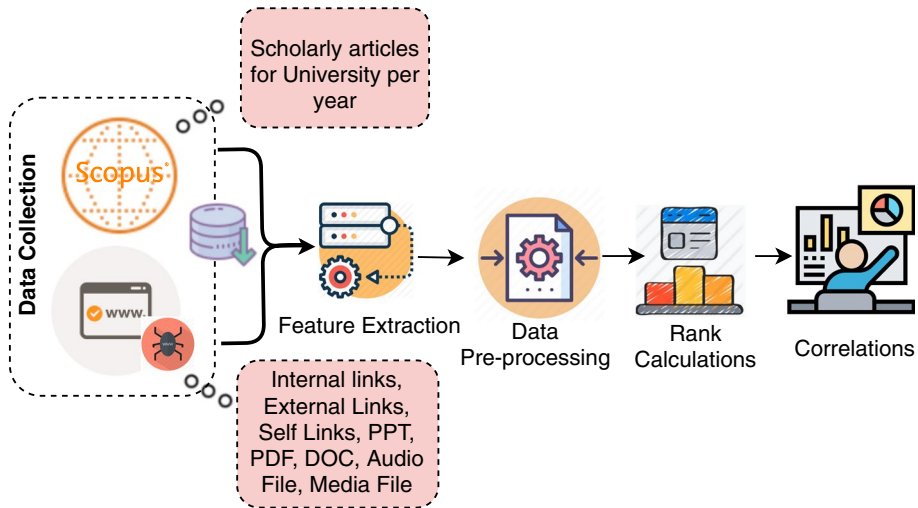 Scholarly articles
for University per
year
Data Collection
Scopus®
www.
Feature Extraction
Data
Pre-processing
Rank
Calculations
Correlations
Internal links,
External Links,
Self Links, PPT,
PDF, DOC, Audio
File, Media File